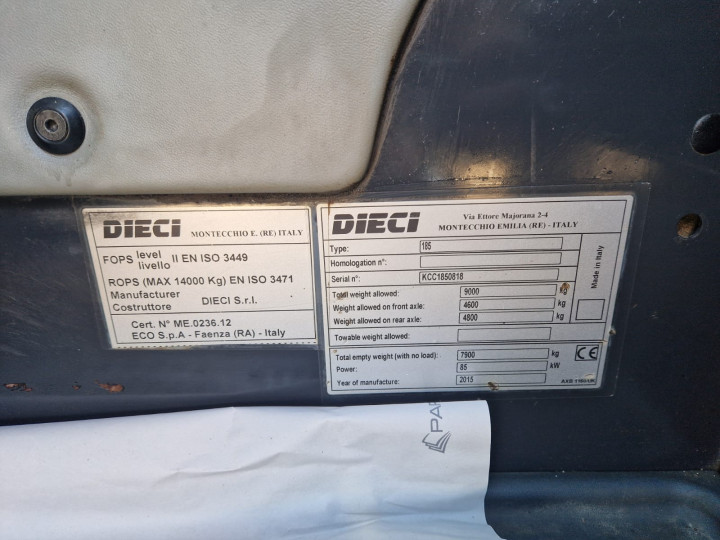 DIECI MONTECCHIO E. (RE) ITALY
FOPS level livello II EN ISO 3449
ROPS (MAX 14000 Kg) EN ISO 3471
Manufacturer
Costruttore DIECI S.r.l.
Cert. N° ME.0236.12
ECO S.p.A - Faenza (RA) - Italy
DIECI Via Ettore Majorana 2-4
MONTECCHIO EMILIA (RE) - ITALY
Type: 185
Homologation n°:
Serial n°: KCC1850818
Total weight allowed: 9000 kg
Weight allowed on front axle: 4600 kg
Weight allowed on rear axle: 4800 kg
Towable weight allowed:
Total empty weight (with no load): 7900 kg
Power: 85 kW
Year of manufacture: 2015
Made in Italy
CE
PAR